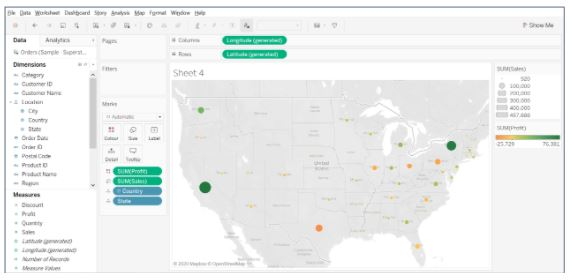 File Data Worksheet Dashboard Story Analysis Map Format Window Help
Show Me
Data Analytics
Orders (Sample - Superst...
Dimensions
Category
Customer ID
Customer Name
Location
City
Country
State
Order Date
Order ID
Postal Code
Product ID
Product Name
Region
Measures
Discount
Profit
Quantity
Sales
Latitude (generated)
Longitude (generated)
Number of Records
Measure Values
Pages
Filters
Marks
Automatic
Colour Size Label
Detail Tooltip
SUM(Profit)
SUM(Sales)
Country
State
Columns Longitude (generated)
Rows Latitude (generated)
Sheet 4
United
States
© 2020 Mapbox © OpenStreetMap
SUM(Sales)
920
100,000
200,000
300,000
400,000
457,688
SUM(Profit)
-25,729 76,381